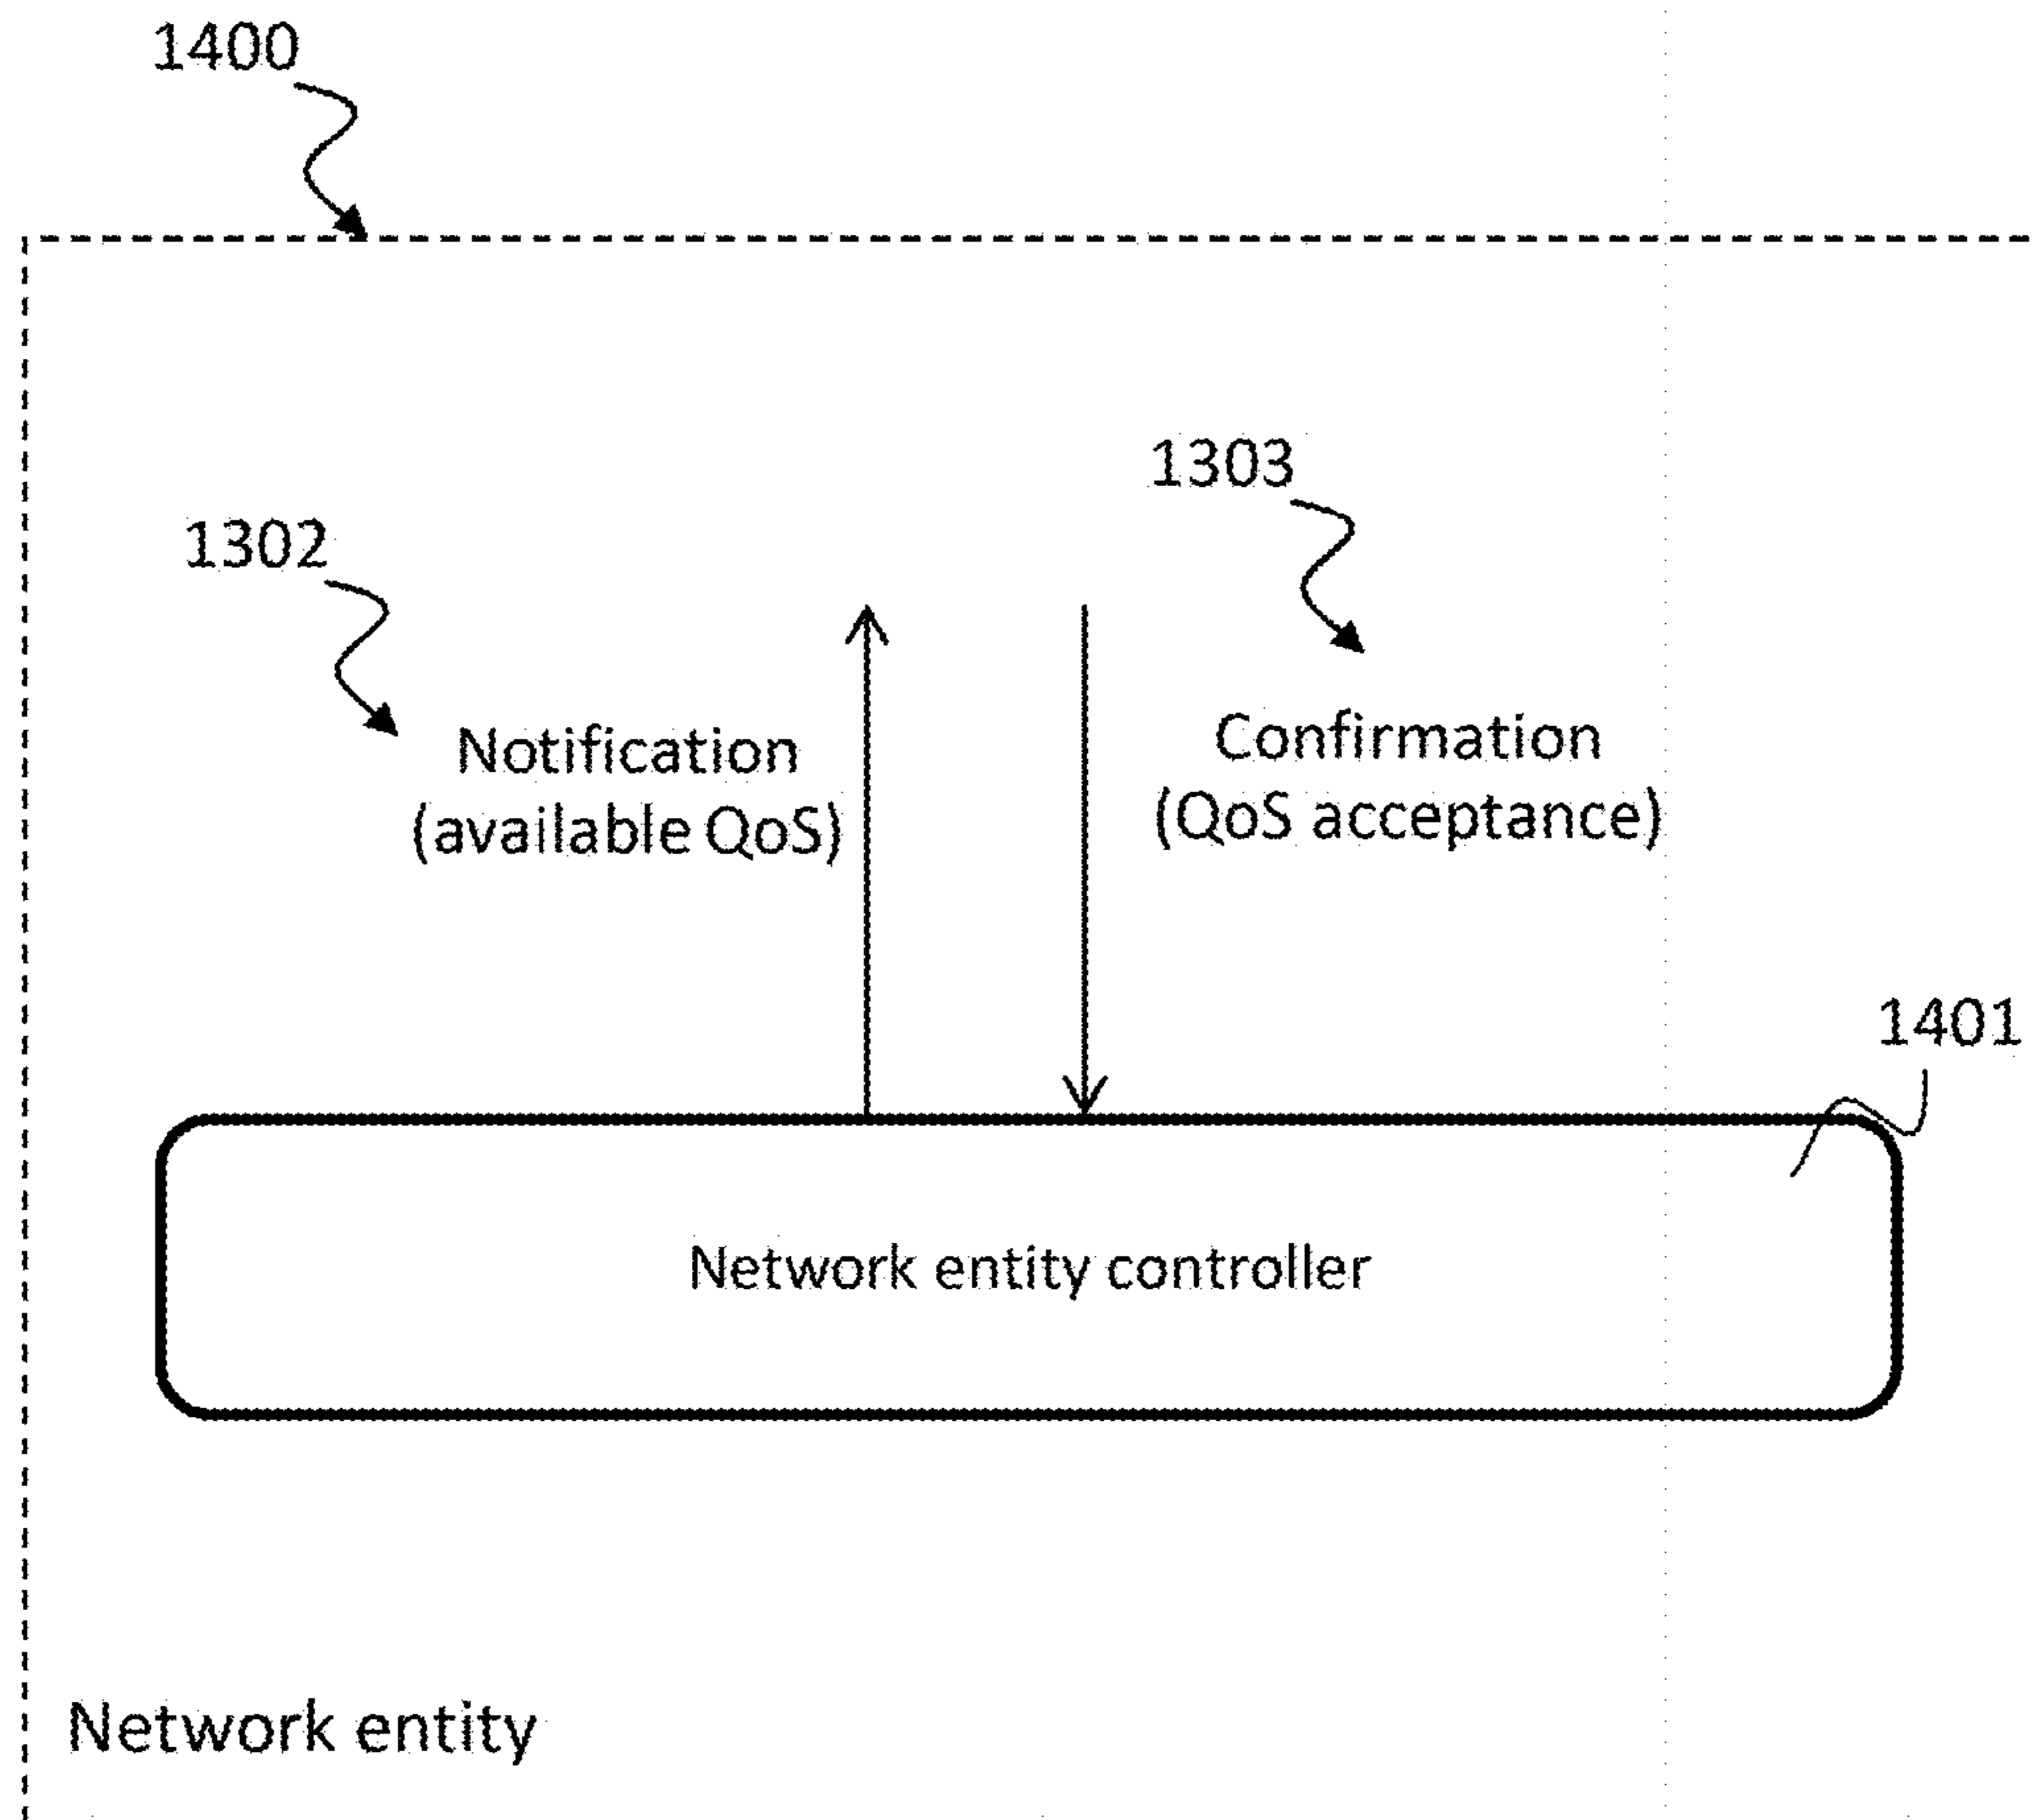 1400
1303
1302
Notification
(available QoS)
Confirmation
(QoS acceptance)
1401
Network entity controller
Network entity